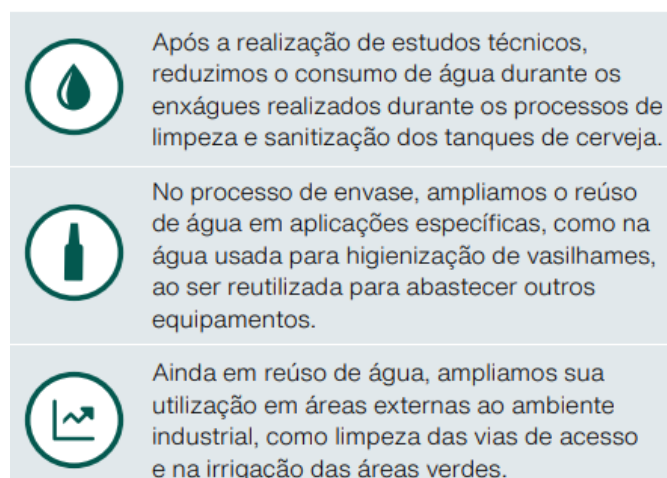 Após a realização de estudos técnicos,
reduzimos o consumo de água durante os
enxágues realizados durante os processos de
limpeza e sanitização dos tanques de cerveja.
No processo de envase, ampliamos o reúso
de água em aplicações específicas, como na
água usada para higienização de vasilhames,
ao ser reutilizada para abastecer outros
equipamentos.
Ainda em reúso de água, ampliamos sua
utilização em áreas externas ao ambiente
industrial, como limpeza das vias de acesso
e na irrigação das áreas verdes.